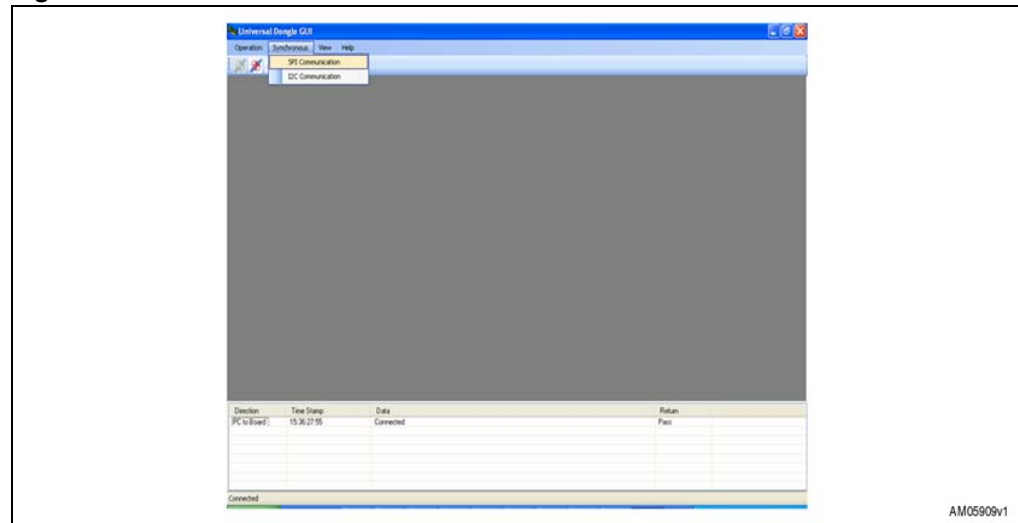 Universal Dongle GUI
Operation Synchronous View Help
SPI Communication
I2C Communication
Direction Time Stamp Data Return
PC to Board 15:36:27:55 Connected Pass
Connected
AM05909v1